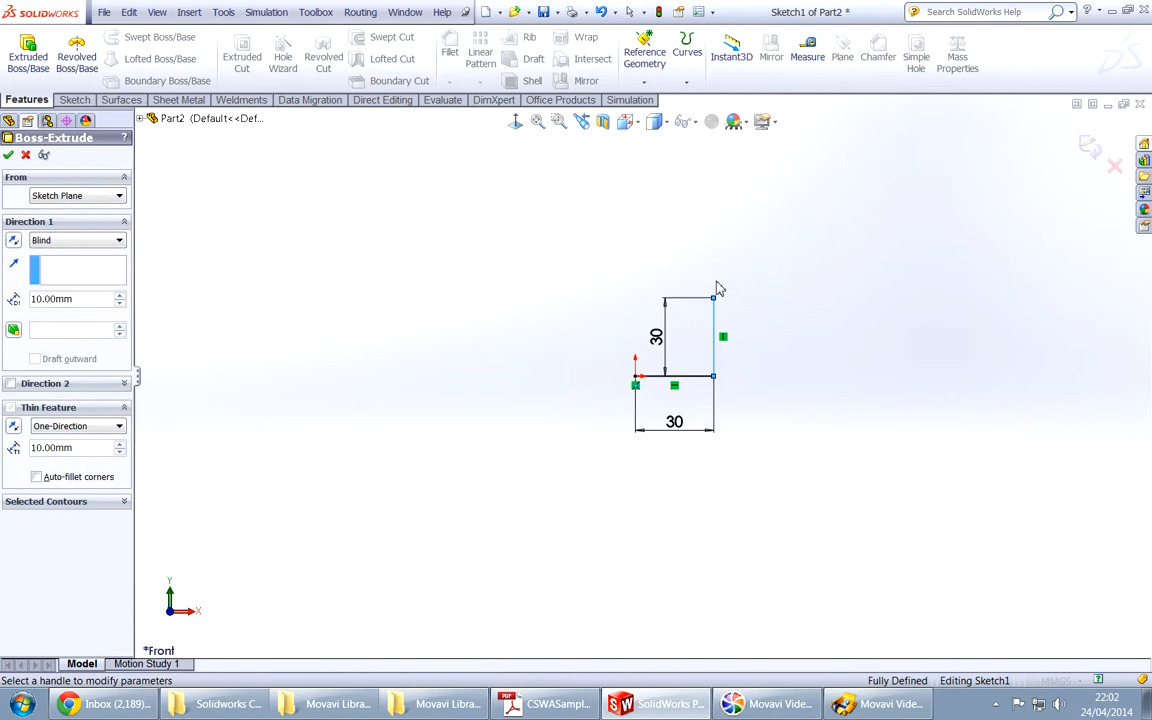 SOLIDWORKS File Edit View Insert Tools Simulation Toolbox Routing Window Help Sketch1 of Part2 * Search SolidWorks Help
Extruded Boss/Base
Revolved Boss/Base
Swept Boss/Base
Lofted Boss/Base
Boundary Boss/Base
Extruded Cut
Hole Wizard
Revolved Cut
Swept Cut
Lofted Cut
Boundary Cut
Fillet
Linear Pattern
Rib
Draft
Shell
Wrap
Intersect
Mirror
Reference Geometry
Curves
Instant3D
Mirror
Measure
Plane
Chamfer
Simple Hole
Mass Properties
Features Sketch Surfaces Sheet Metal Weldments Data Migration Direct Editing Evaluate DimXpert Office Products Simulation
Part2 (Default<<Def...
Boss-Extrude ?
From
Sketch Plane
Direction 1
Blind
10.00mm
Draft outward
Direction 2
Thin Feature
One-Direction
10.00mm
Auto-fillet corners
Selected Contours
30
30
Y
X
*Front
Model Motion Study 1
Select a handle to modify parameters Fully Defined Editing Sketch1 MMGS
Inbox (2,189)... Solidworks C... Movavi Libra... Movavi Libra... CSWASampl... SolidWorks P... Movavi Vide... Movavi Vide...
22:02
24/04/2014